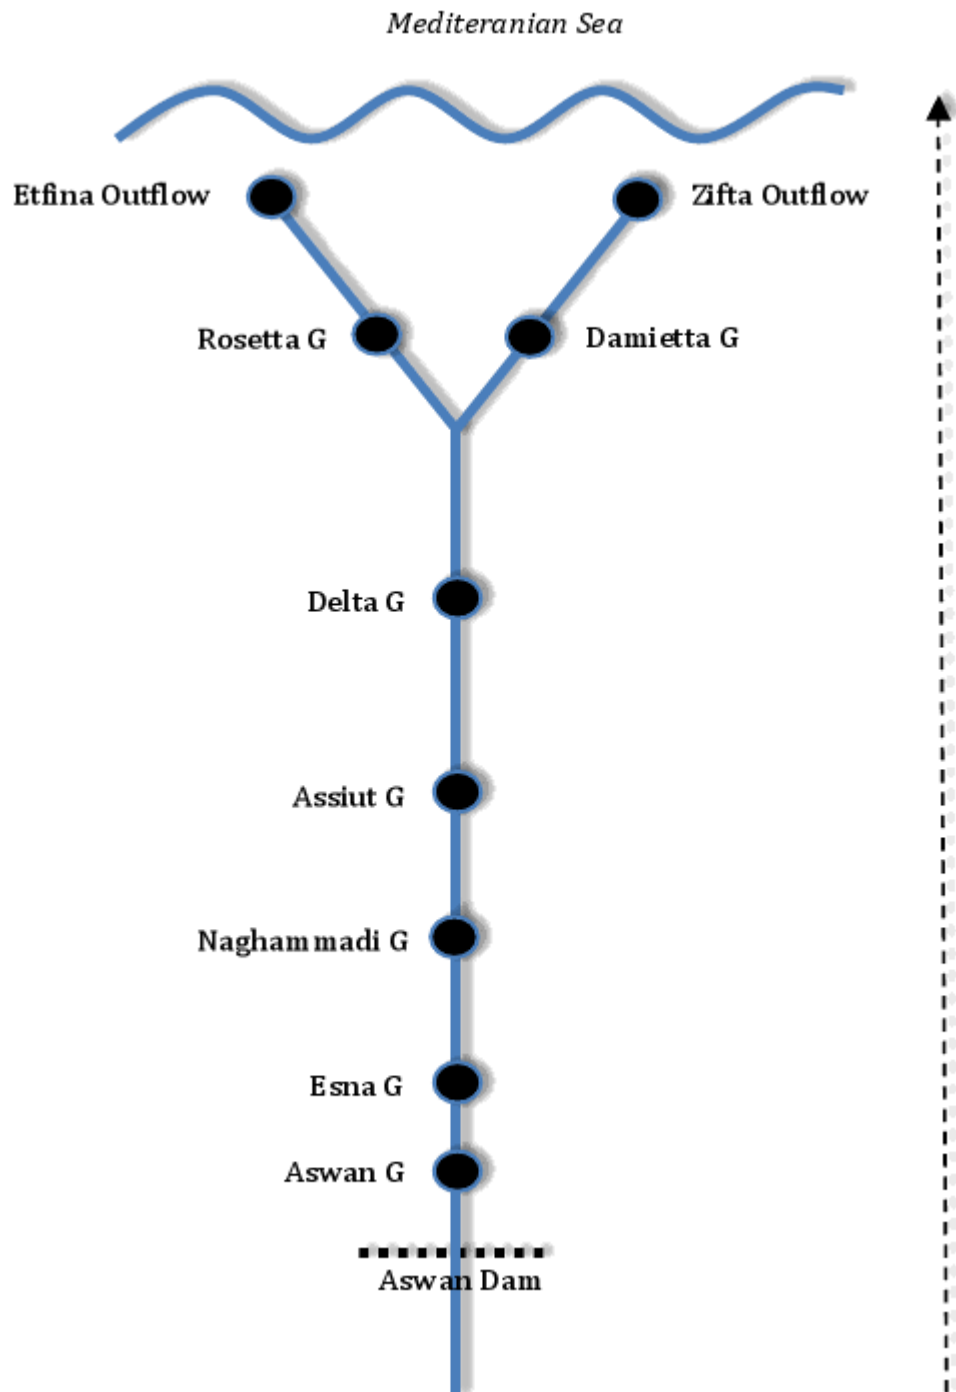 Mediteranian Sea
Etfina Outflow
Zifta Outflow
Rosetta G
Damietta G
Delta G
Assiut G
Naghammadi G
Esna G
Aswan G
Aswan Dam